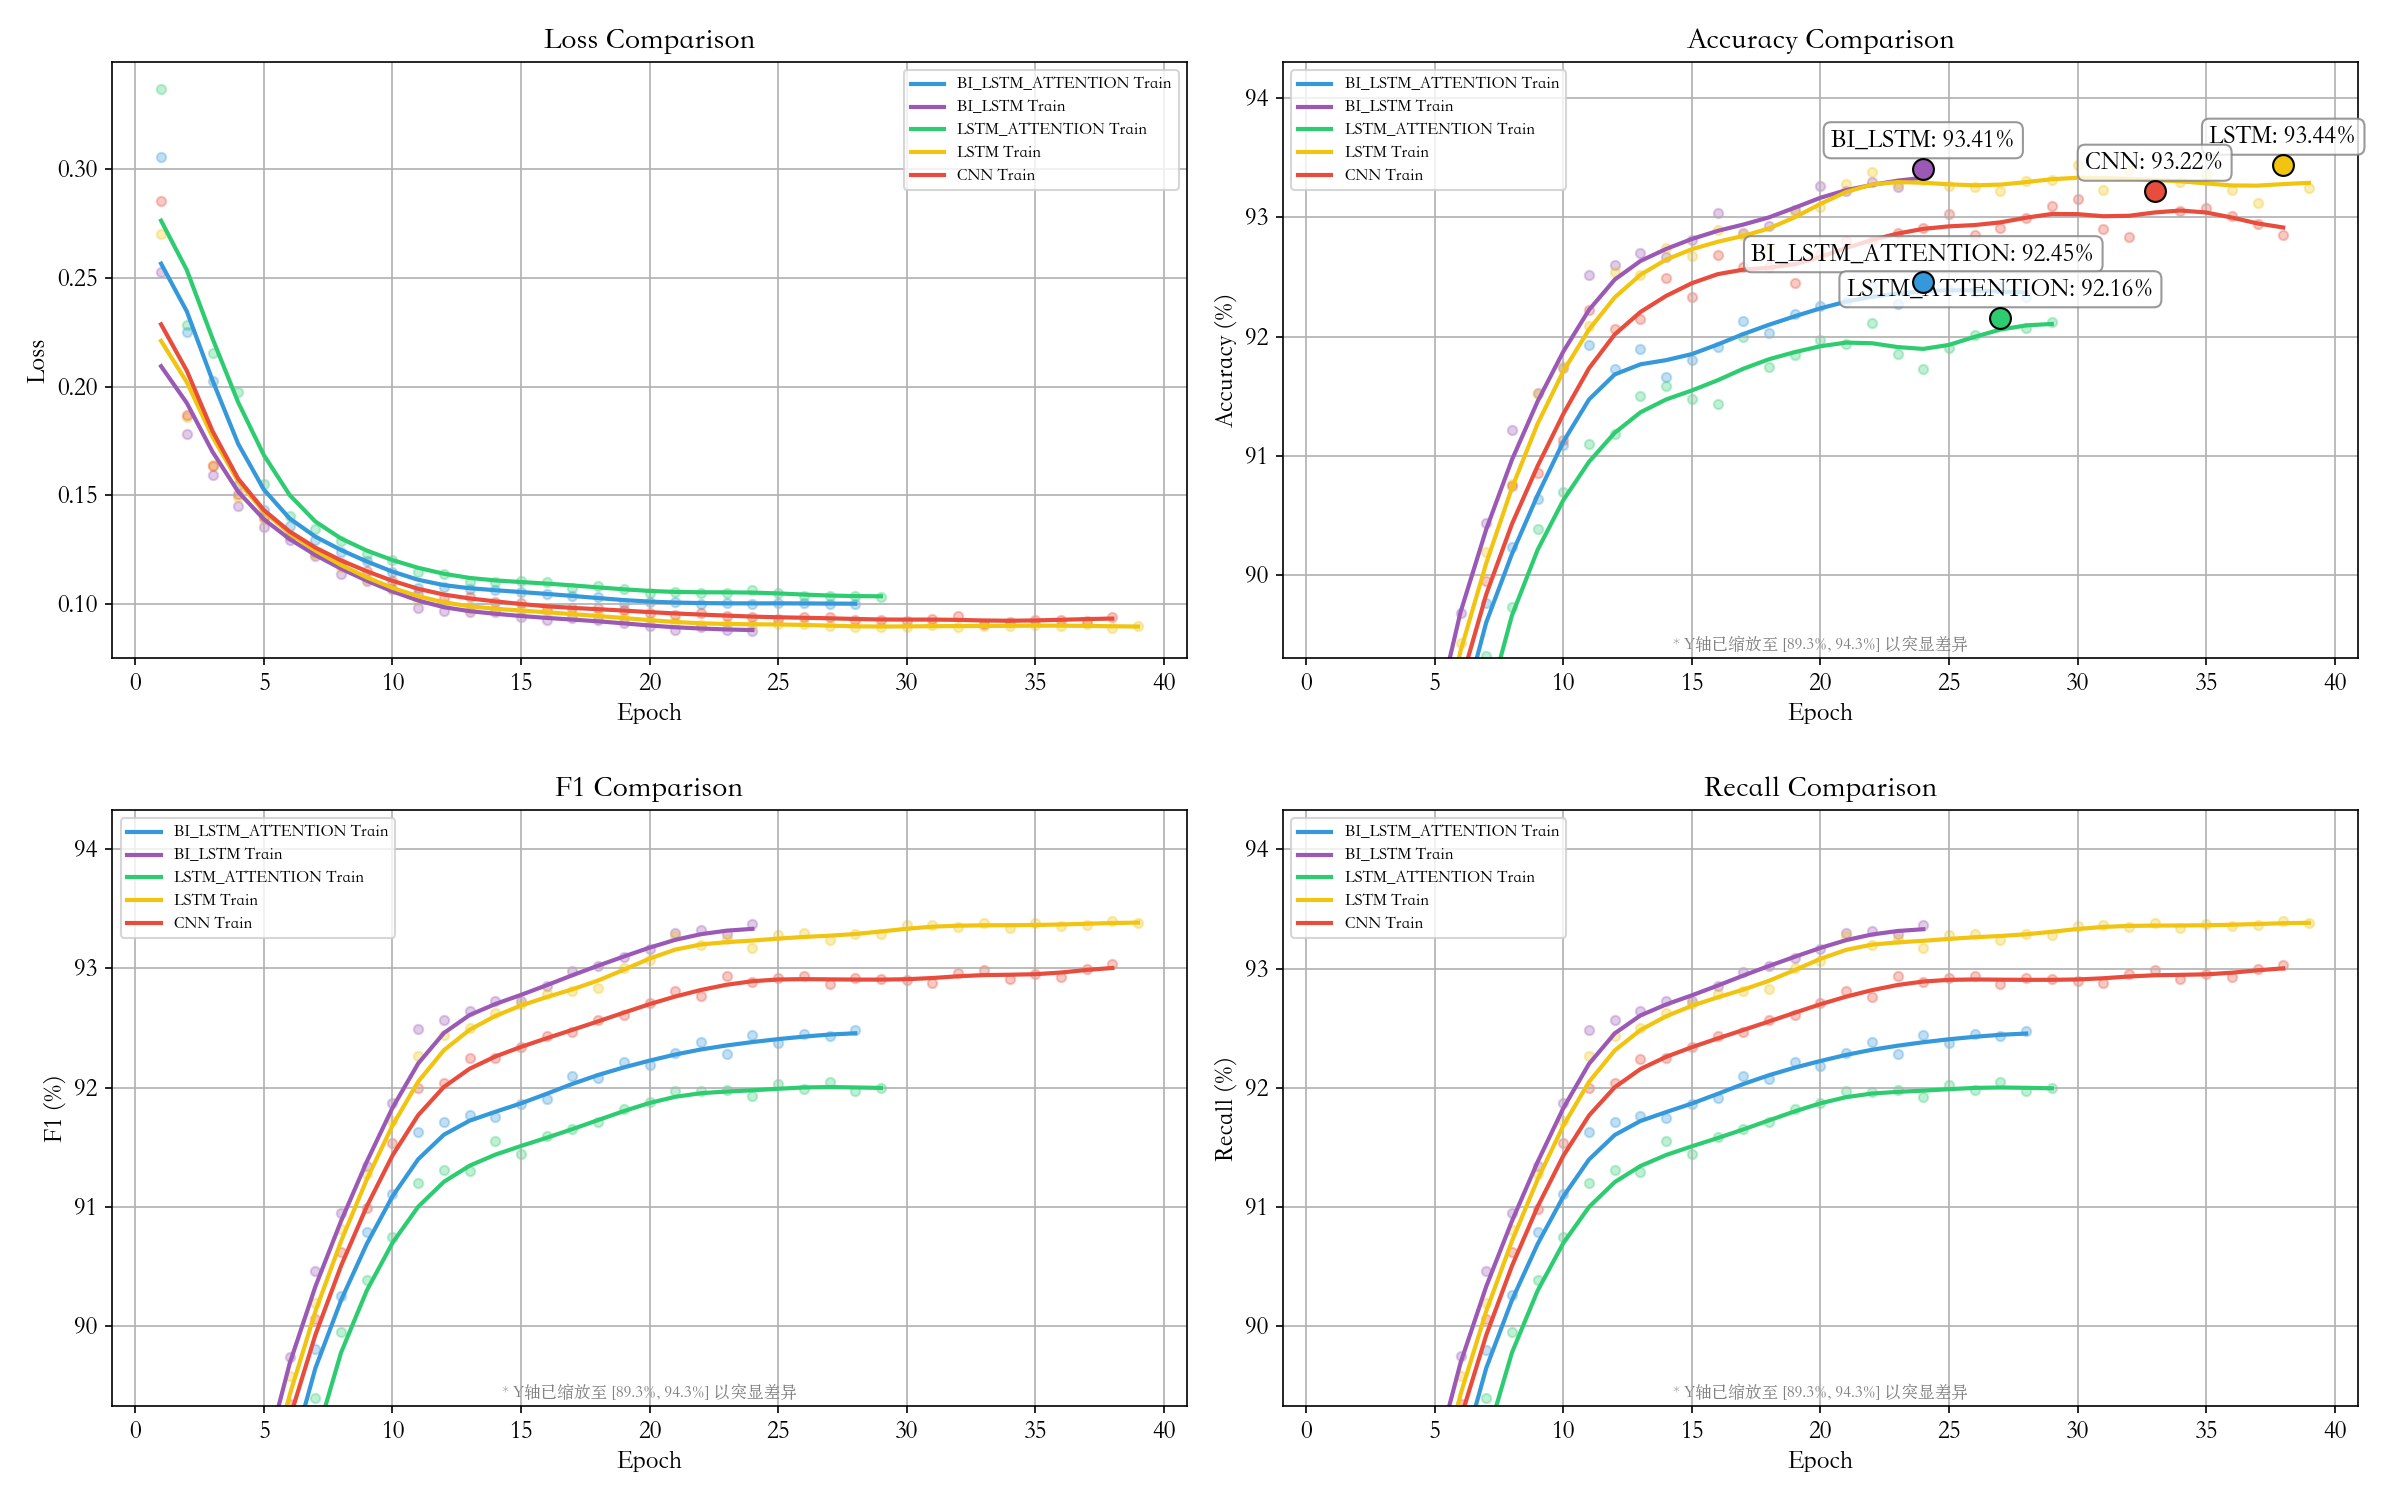 Loss Comparison
Loss
0.30
0.25
0.20
0.15
0.10
BI_LSTM_ATTENTION Train
BI_LSTM Train
LSTM_ATTENTION Train
LSTM Train
CNN Train
0 5 10 15 20 25 30 35 40
Epoch
Accuracy Comparison
Accuracy (%)
94
93
92
91
90
BI_LSTM_ATTENTION Train
BI_LSTM Train
LSTM_ATTENTION Train
LSTM Train
CNN Train
BI_LSTM: 93.41%
LSTM: 93.44%
CNN: 93.22%
BI_LSTM_ATTENTION: 92.45%
LSTM_ATTENTION: 92.16%
* Y轴已缩放至 [89.3%, 94.3%] 以突显差异
0 5 10 15 20 25 30 35 40
Epoch
F1 Comparison
F1 (%)
94
93
92
91
90
BI_LSTM_ATTENTION Train
BI_LSTM Train
LSTM_ATTENTION Train
LSTM Train
CNN Train
* Y轴已缩放至 [89.3%, 94.3%] 以突显差异
0 5 10 15 20 25 30 35 40
Epoch
Recall Comparison
Recall (%)
94
93
92
91
90
BI_LSTM_ATTENTION Train
BI_LSTM Train
LSTM_ATTENTION Train
LSTM Train
CNN Train
* Y轴已缩放至 [89.3%, 94.3%] 以突显差异
0 5 10 15 20 25 30 35 40
Epoch